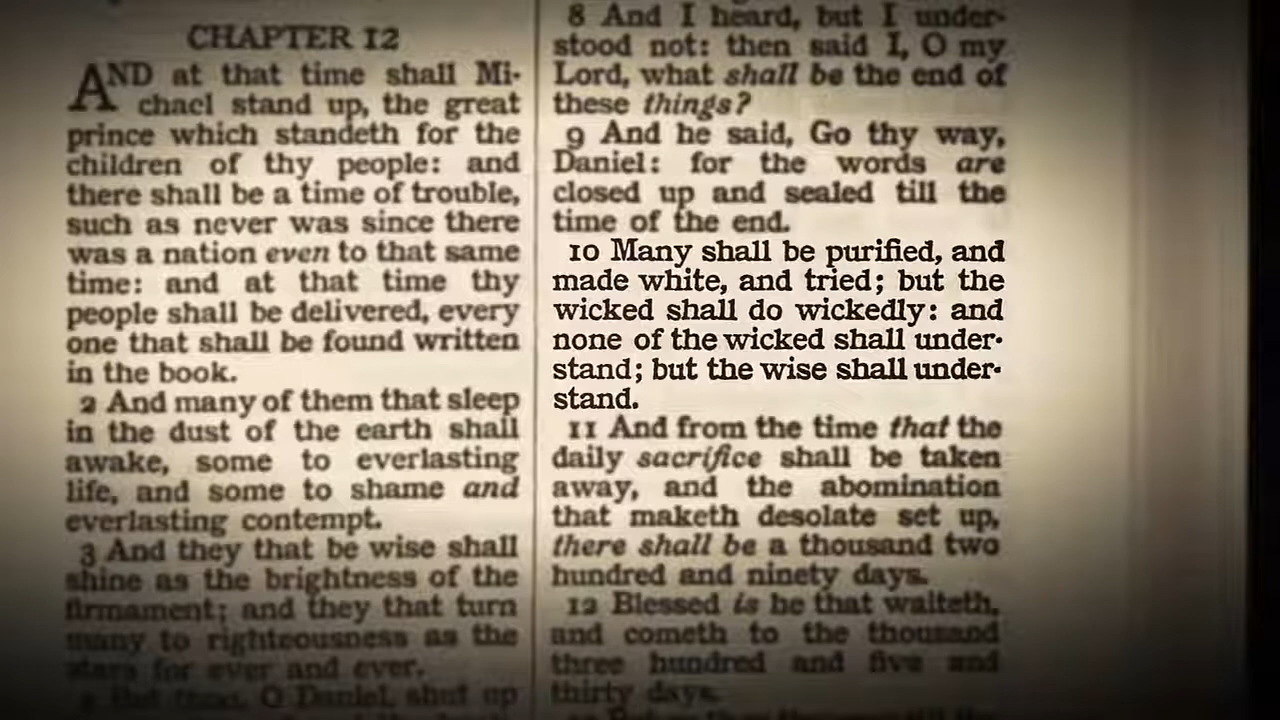 CHAPTER 12
AND at that time shall Mi-
chael stand up, the great
prince which standeth for the
children of thy people: and
there shall be a time of trouble,
such as never was since there
was a nation even to that same
time: and at that time thy
people shall be delivered, every
one that shall be found written
in the book.
2 And many of them that sleep
in the dust of the earth shall
awake, some to everlasting
life, and some to shame and
everlasting contempt.
3 And they that be wise shall
shine as the brightness of the
firmament; and they that turn
many to righteousness as the
stars for ever and ever.
4 But thou, O Daniel, shut up
8 And I heard, but I under-
stood not: then said I, O my
Lord, what shall be the end of
these things?
9 And he said, Go thy way,
Daniel: for the words are
closed up and sealed till the
time of the end.
10 Many shall be purified, and
made white, and tried; but the
wicked shall do wickedly: and
none of the wicked shall under-
stand; but the wise shall under-
stand.
11 And from the time that the
daily sacrifice shall be taken
away, and the abomination
that maketh desolate set up,
there shall be a thousand two
hundred and ninety days.
12 Blessed is he that waiteth,
and cometh to the thousand
three hundred and five and
thirty days.